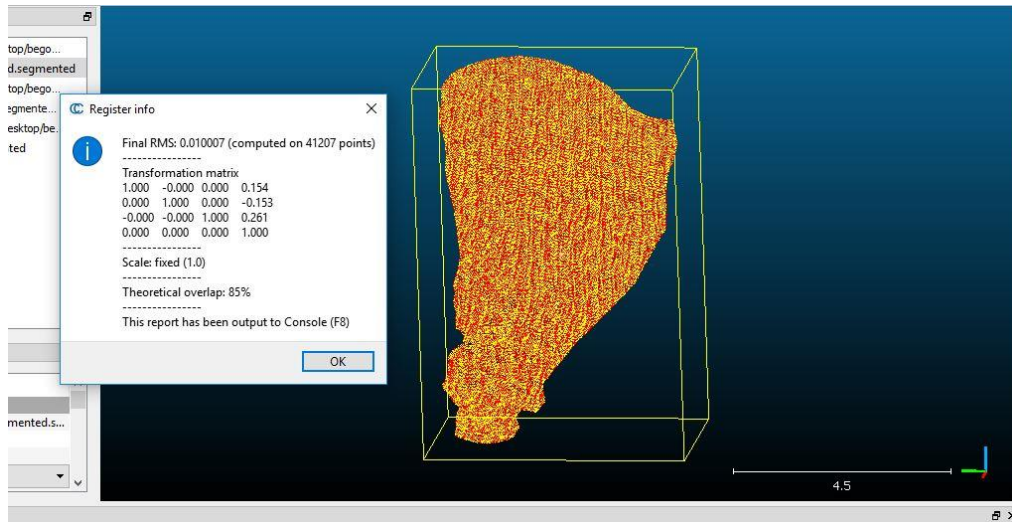 top/bego...
d.segmented
top/bego...
egmente...
esktop/be...
ted
Register info
Final RMS: 0.010007 (computed on 41207 points)
----------------
Transformation matrix
1.000 -0.000 0.000 0.154
0.000 1.000 0.000 -0.153
-0.000 -0.000 1.000 0.261
0.000 0.000 0.000 1.000
----------------
Scale: fixed (1.0)
----------------
Theoretical overlap: 85%
----------------
This report has been output to Console (F8)
OK
mented.s...
4.5